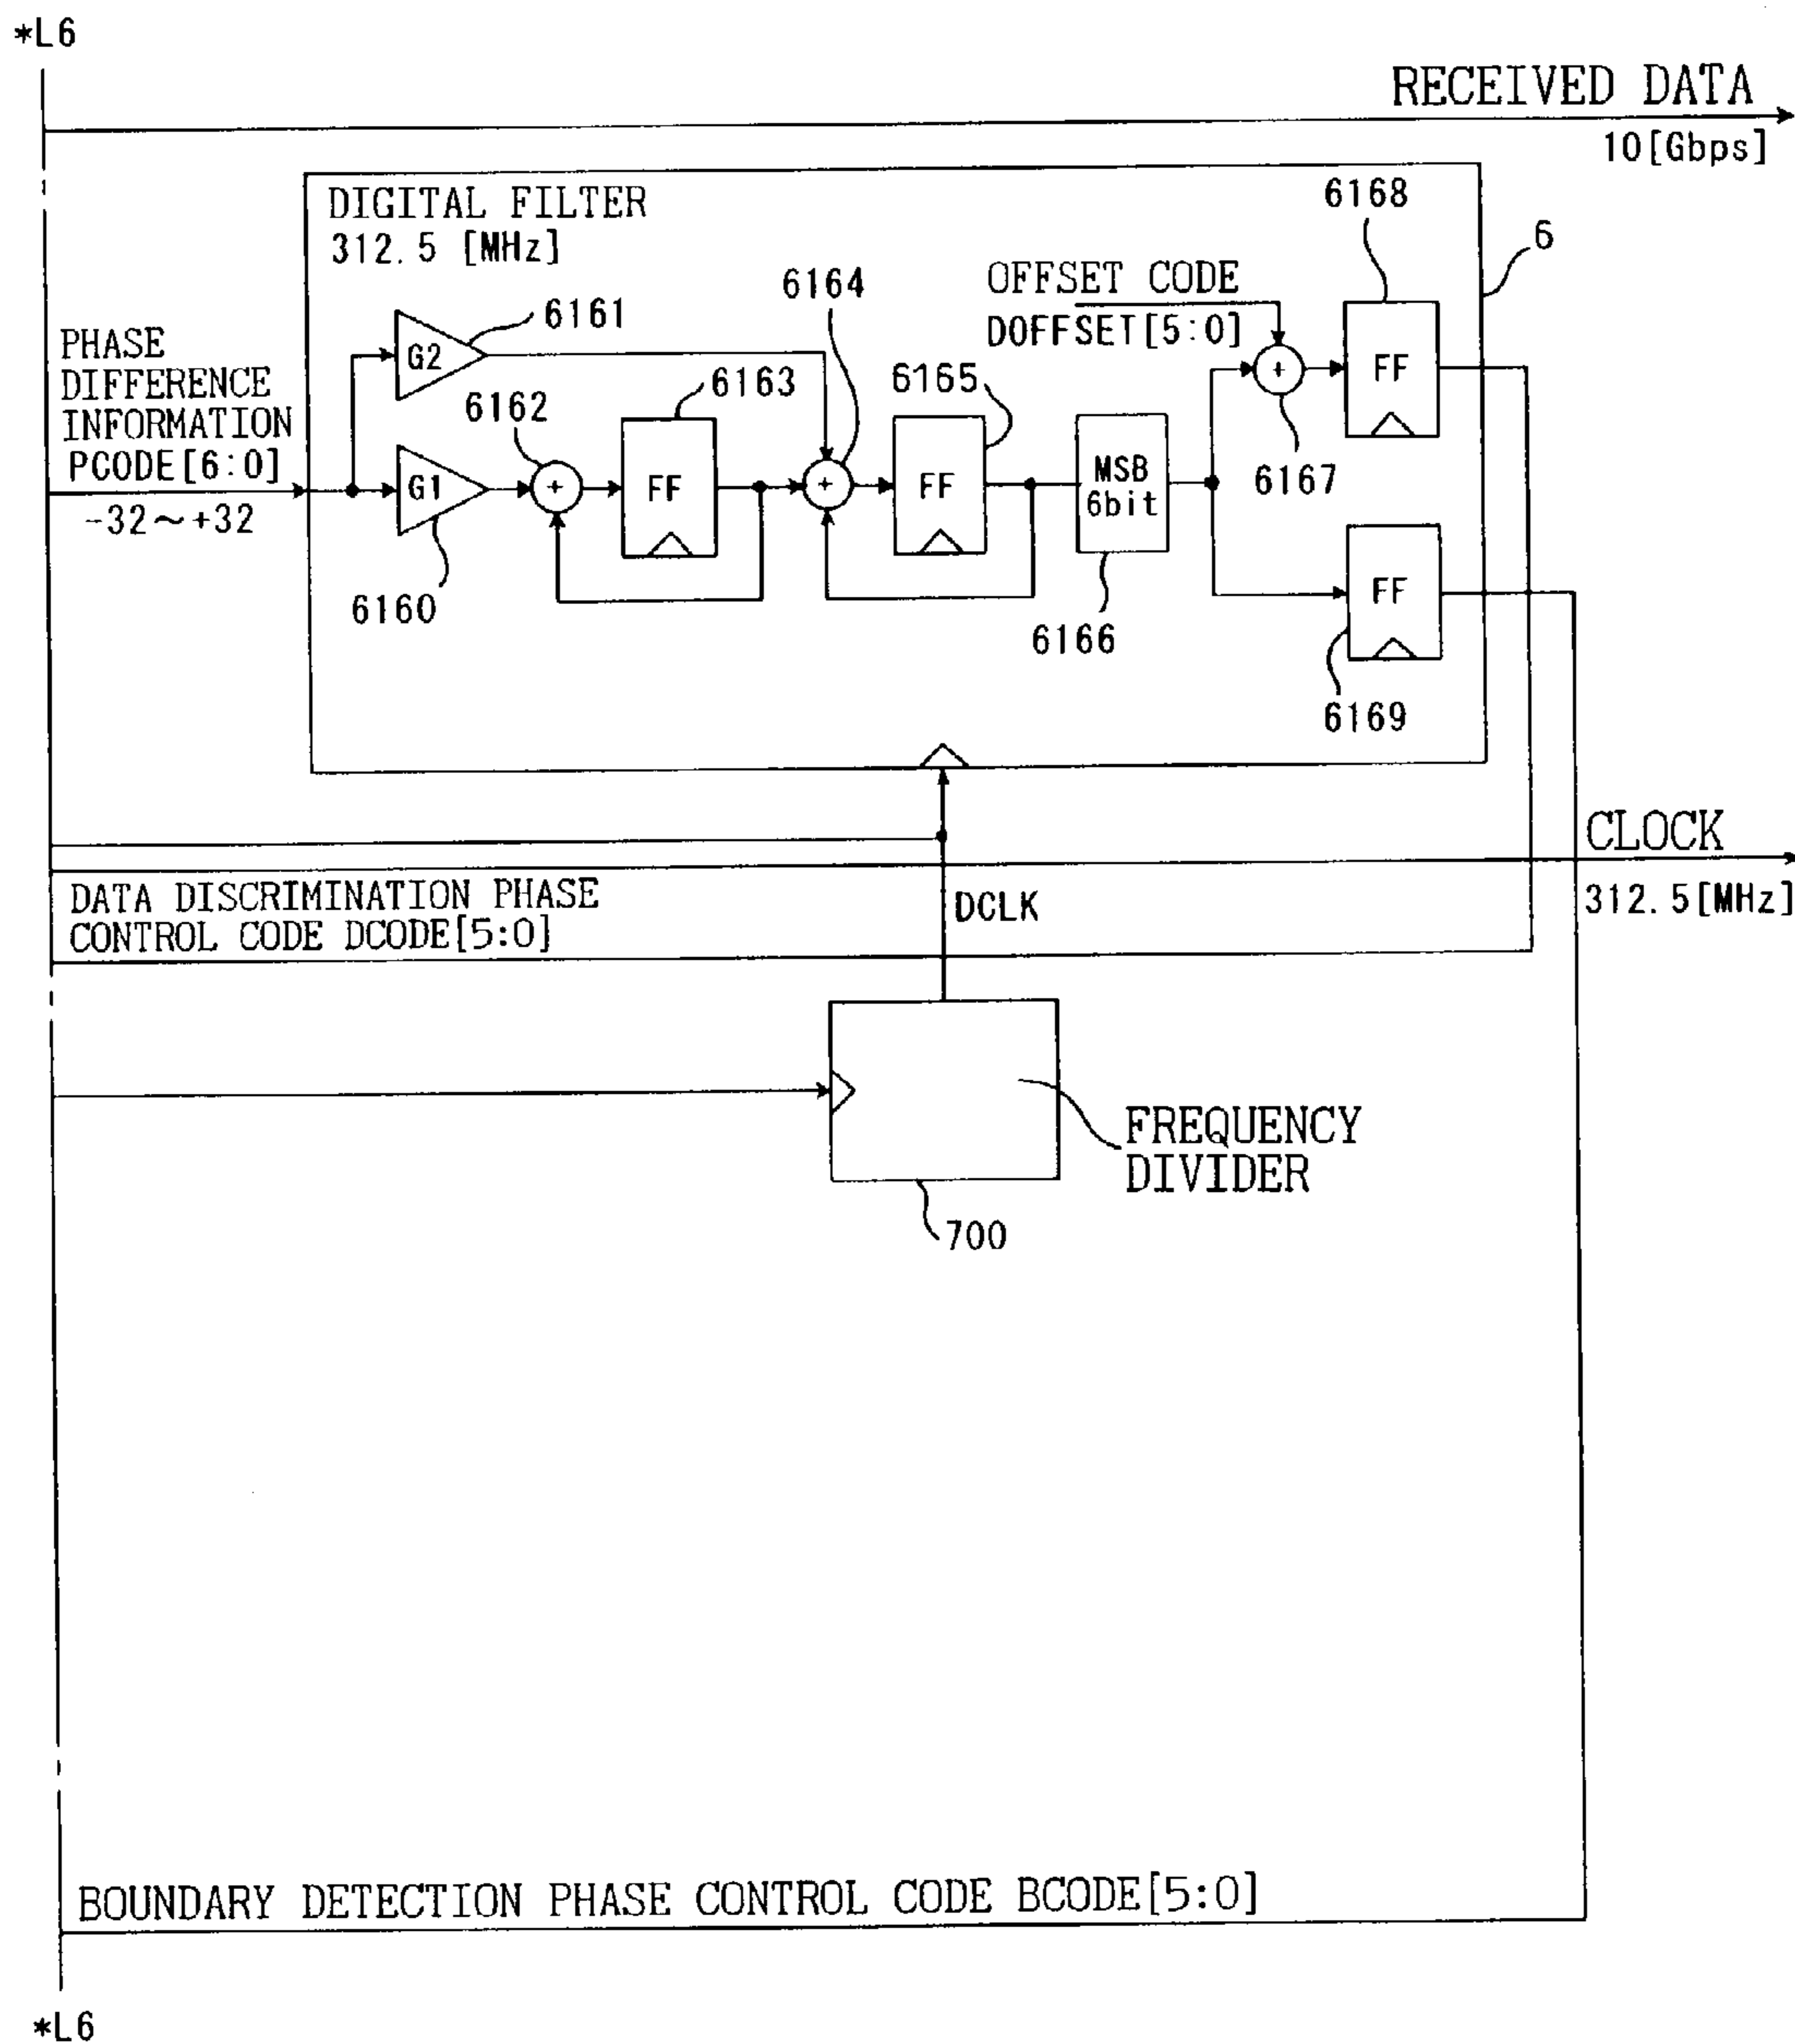 *L6
RECEIVED DATA
10[Gbps]
DIGITAL FILTER
312.5 [MHz]
6168
6
6164
OFFSET CODE
DOFFSET[5:0]
6161
PHASE
DIFFERENCE
INFORMATION
PCODE[6:0]
-32～+32
G2
6162
6163
6165
+
FF
6167
G1
+
FF
+
FF
MSB
6bit
FF
6160
6166
6169
CLOCK
312.5[MHz]
DATA DISCRIMINATION PHASE
CONTROL CODE DCODE[5:0]
DCLK
FREQUENCY
DIVIDER
700
BOUNDARY DETECTION PHASE CONTROL CODE BCODE[5:0]
*L6